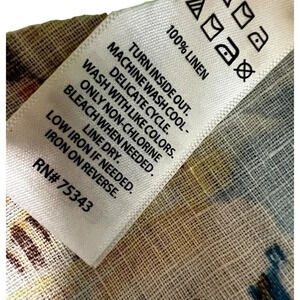 100% LINEN
TURN INSIDE OUT.
MACHINE WASH COOL -
DELICATE CYCLE.
WASH WITH LIKE COLORS.
ONLY NON-CHLORINE
BLEACH WHEN NEEDED.
LINE DRY.
LOW IRON IF NEEDED.
IRON ON REVERSE.
RN# 75343